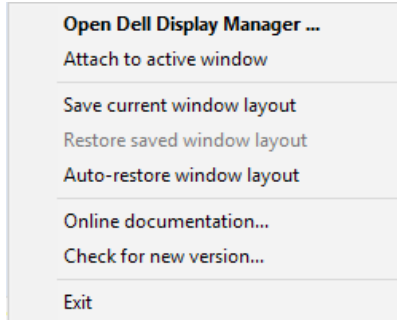 Open Dell Display Manager ...
Attach to active window
Save current window layout
Restore saved window layout
Auto-restore window layout
Online documentation...
Check for new version...
Exit